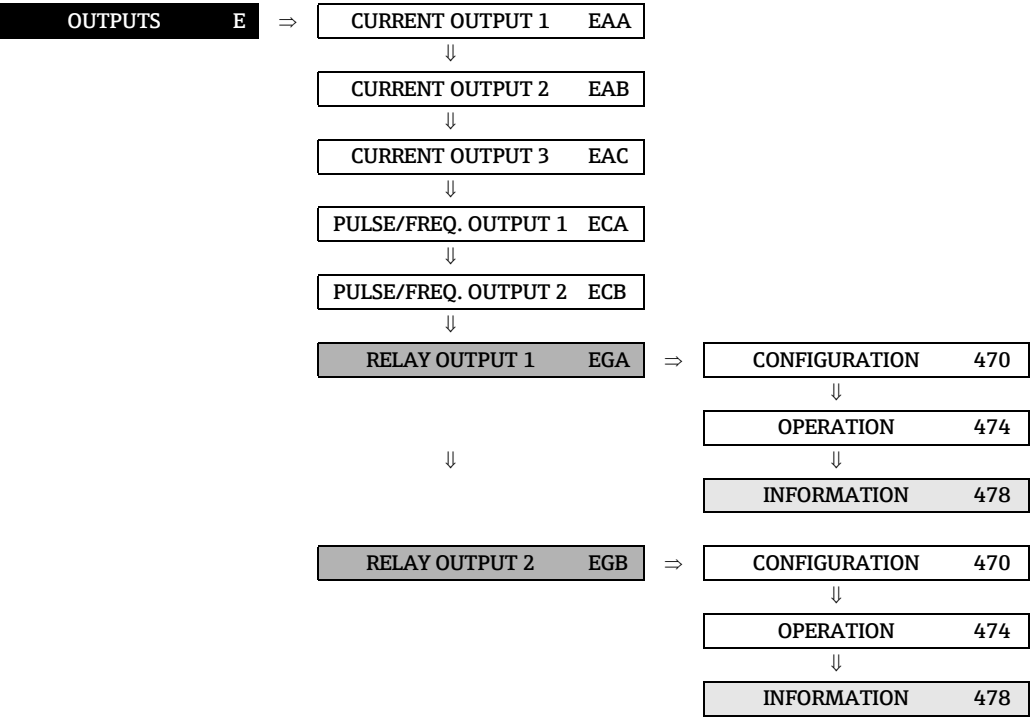 OUTPUTS E ⇒ CURRENT OUTPUT 1 EAA
⇓
CURRENT OUTPUT 2 EAB
⇓
CURRENT OUTPUT 3 EAC
⇓
PULSE/FREQ. OUTPUT 1 ECA
⇓
PULSE/FREQ. OUTPUT 2 ECB
⇓
RELAY OUTPUT 1 EGA ⇒ CONFIGURATION 470
⇓
OPERATION 474
⇓ ⇓
INFORMATION 478
RELAY OUTPUT 2 EGB ⇒ CONFIGURATION 470
⇓
OPERATION 474
⇓
INFORMATION 478